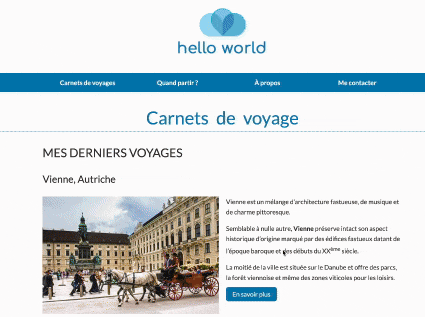 hello world
Carnets de voyages Quand partir ? À propos Me contacter
Carnets de voyage
MES DERNIERS VOYAGES
Vienne, Autriche
Vienne est un mélange d'architecture fastueuse, de musique et
de charme pittoresque.
Semblable à nulle autre, Vienne préserve intact son aspect
historique d'origine marqué par des édifices fastueux datant de
l'époque baroque et des débuts du XXème siècle.
La moitié de la ville est située sur le Danube et offre des parcs,
la forêt viennoise et même des zones viticoles pour les loisirs.
En savoir plus